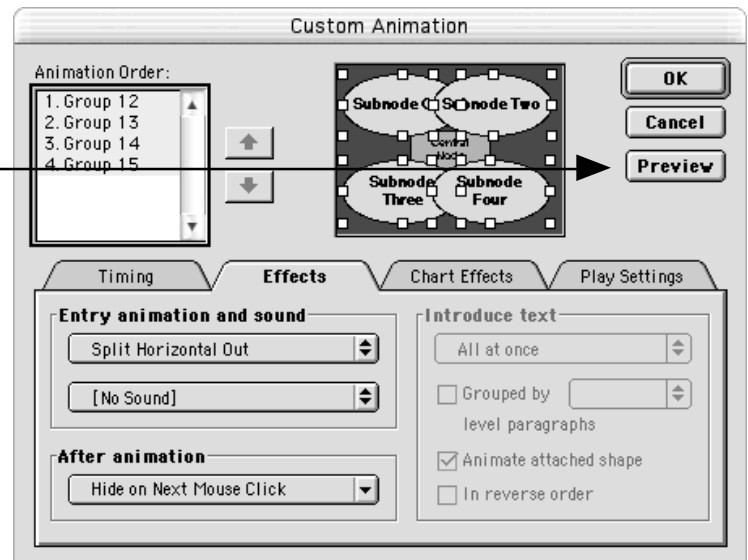 Custom Animation
Animation Order:
1. Group 12
2. Group 13
3. Group 14
4. Group 15
Subnode Subnode Two
Central
Node
Subnode Three
Subnode Four
OK
Cancel
Preview
Timing
Effects
Chart Effects
Play Settings
Entry animation and sound
Split Horizontal Out
[No Sound]
After animation
Hide on Next Mouse Click
Introduce text
All at once
Grouped by
level paragraphs
Animate attached shape
In reverse order